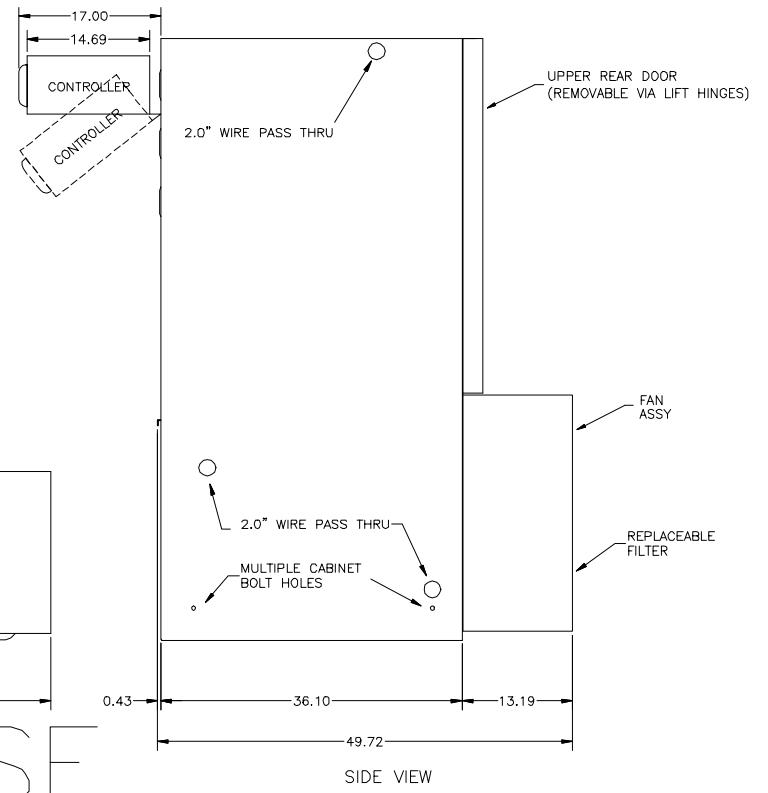 17.00
14.69
CONTROLLER
CONTROLLER
2.0" WIRE PASS THRU
UPPER REAR DOOR
(REMOVABLE VIA LIFT HINGES)
FAN
ASSY
2.0" WIRE PASS THRU
REPLACEABLE
FILTER
MULTIPLE CABINET
BOLT HOLES
0.43
36.10
13.19
49.72
SIDE VIEW